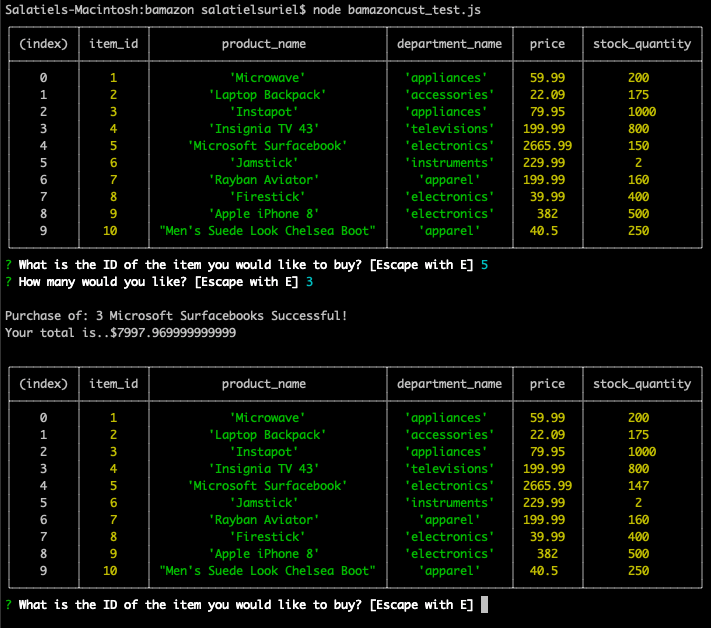 Salatiels-Macintosh:bamazon salatielsuriel$ node bamazoncust_test.js
(index) item_id product_name department_name price stock_quantity
0 1 'Microwave' 'appliances' 59.99 200
1 2 'Laptop Backpack' 'accessories' 22.09 175
2 3 'Instapot' 'appliances' 79.95 1000
3 4 'Insignia TV 43' 'televisions' 199.99 800
4 5 'Microsoft Surfacebook' 'electronics' 2665.99 150
5 6 'Jamstick' 'instruments' 229.99 2
6 7 'Rayban Aviator' 'apparel' 199.99 160
7 8 'Firestick' 'electronics' 39.99 400
8 9 'Apple iPhone 8' 'electronics' 382 500
9 10 "Men's Suede Look Chelsea Boot" 'apparel' 40.5 250
? What is the ID of the item you would like to buy? [Escape with E] 5
? How many would you like? [Escape with E] 3
Purchase of: 3 Microsoft Surfacebooks Successful!
Your total is..$7997.969999999999
(index) item_id product_name department_name price stock_quantity
0 1 'Microwave' 'appliances' 59.99 200
1 2 'Laptop Backpack' 'accessories' 22.09 175
2 3 'Instapot' 'appliances' 79.95 1000
3 4 'Insignia TV 43' 'televisions' 199.99 800
4 5 'Microsoft Surfacebook' 'electronics' 2665.99 147
5 6 'Jamstick' 'instruments' 229.99 2
6 7 'Rayban Aviator' 'apparel' 199.99 160
7 8 'Firestick' 'electronics' 39.99 400
8 9 'Apple iPhone 8' 'electronics' 382 500
9 10 "Men's Suede Look Chelsea Boot" 'apparel' 40.5 250
? What is the ID of the item you would like to buy? [Escape with E]